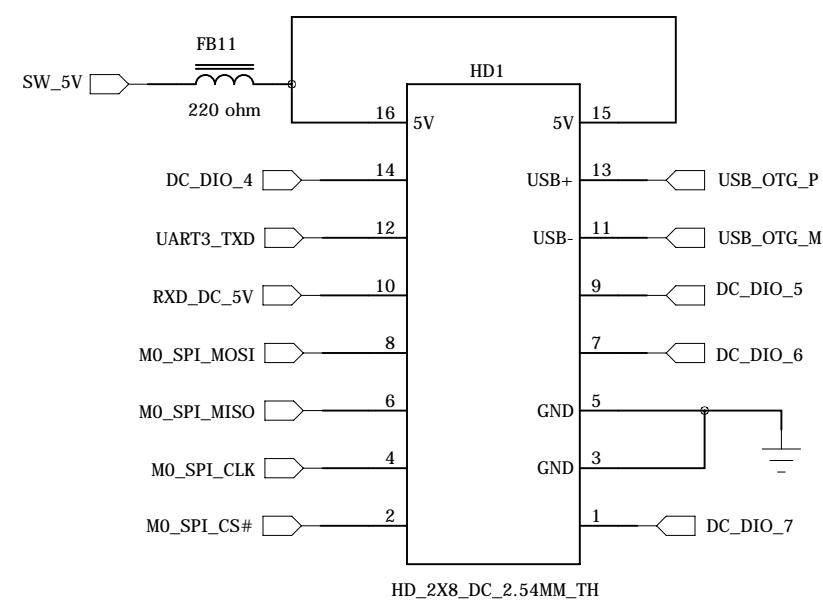 FB11
SW_5V
220 ohm
HD1
16 5V 5V 15
DC_DIO_4 14 USB+ 13 USB_OTG_P
UART3_TXD 12 USB- 11 USB_OTG_M
RXD_DC_5V 10 9 DC_DIO_5
M0_SPI_MOSI 8 7 DC_DIO_6
M0_SPI_MISO 6 GND 5
M0_SPI_CLK 4 GND 3
M0_SPI_CS# 2 1 DC_DIO_7
HD_2X8_DC_2.54MM_TH